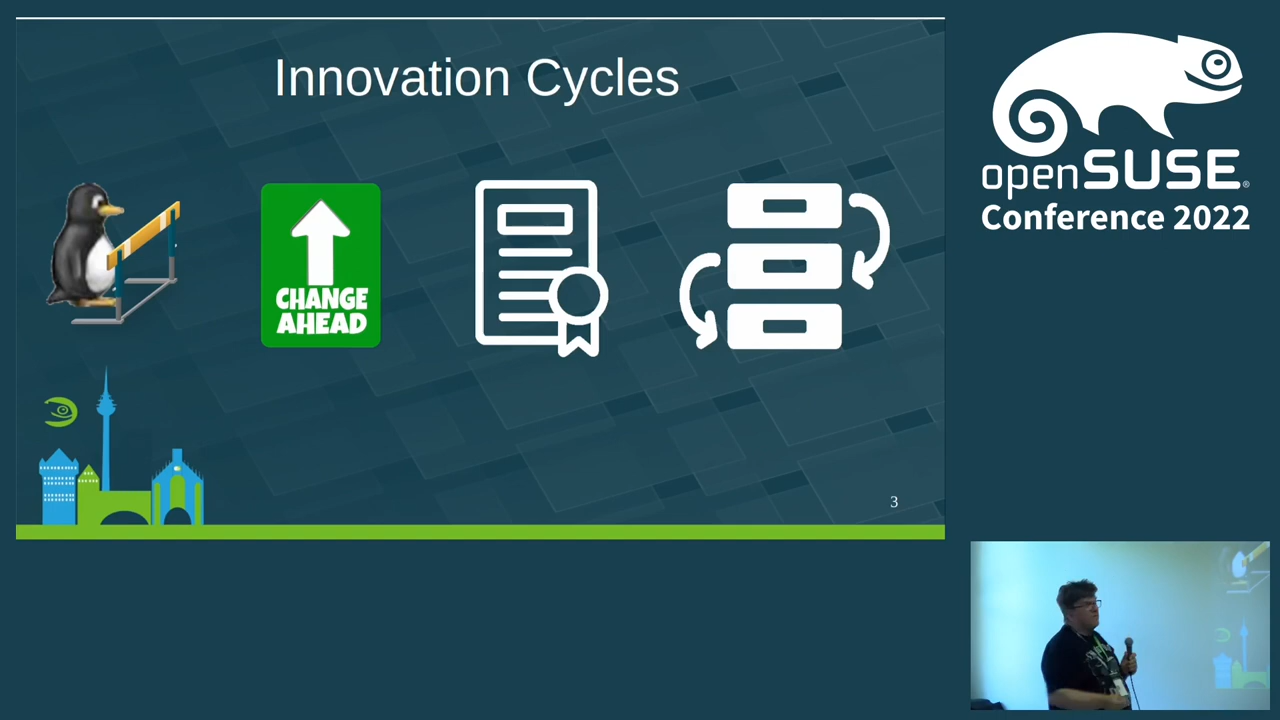 Innovation Cycles
CHANGE
AHEAD
3
openSUSE®
Conference 2022